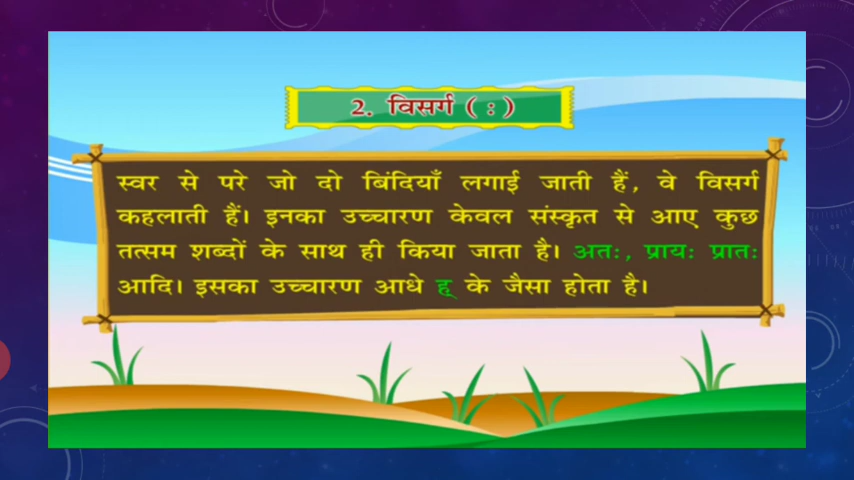 2. विसर्ग ( : )
स्वर से परे जो दो बिंदियाँ लगाई जाती हैं, वे विसर्ग
कहलाती हैं। इनका उच्चारण केवल संस्कृत से आए कुछ
तत्सम शब्दों के साथ ही किया जाता है। अतः, प्रायः प्रातः
आदि। इसका उच्चारण आधे ह् के जैसा होता है।